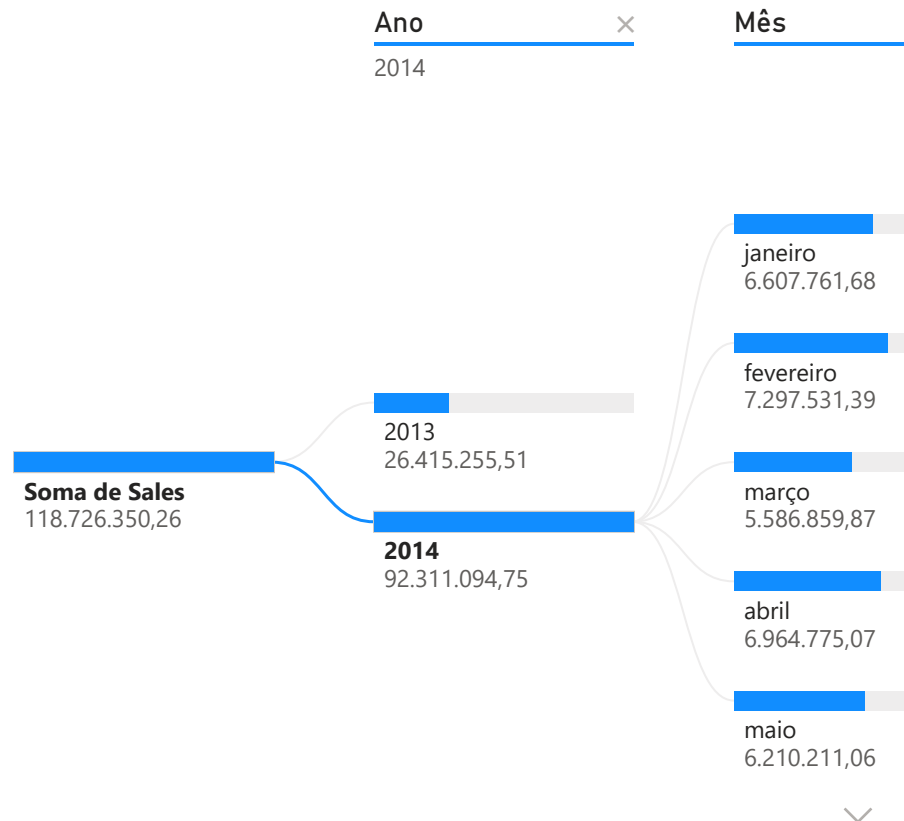 Ano
2014
Mês
janeiro
6.607.761,68
fevereiro
7.297.531,39
2013
26.415.255,51
Soma de Sales
118.726.350,26
março
5.586.859,87
2014
92.311.094,75
abril
6.964.775,07
maio
6.210.211,06